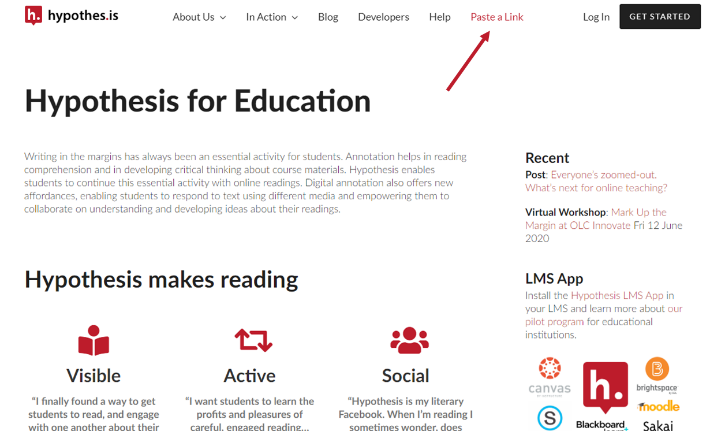 h. hypothes.is
About Us In Action Blog Developers Help Paste a Link Log In GET STARTED
Hypothesis for Education
Writing in the margins has always been an essential activity for students. Annotation helps in reading
comprehension and in developing critical thinking about course materials. Hypothesis enables
students to continue this essential activity with online readings. Digital annotation also offers new
affordances, enabling students to respond to text using different media and empowering them to
collaborate on understanding and developing ideas about their readings.
Hypothesis makes reading
Visible
"I finally found a way to get
students to read, and engage
with one another about their
Active
"I want students to learn the
profits and pleasures of
careful, engaged reading...
Social
"Hypothesis is my literary
Facebook. When I'm reading I
sometimes wonder, does
Recent
Post: Everyone's zoomed-out.
What's next for online teaching?
Virtual Workshop: Mark Up the
Margin at OLC Innovate Fri 12 June
2020
LMS App
Install the Hypothesis LMS App in
your LMS and learn more about our
pilot program for educational
institutions.
canvas
h.
brightspace
moodle
S
Blackboard
Sakai